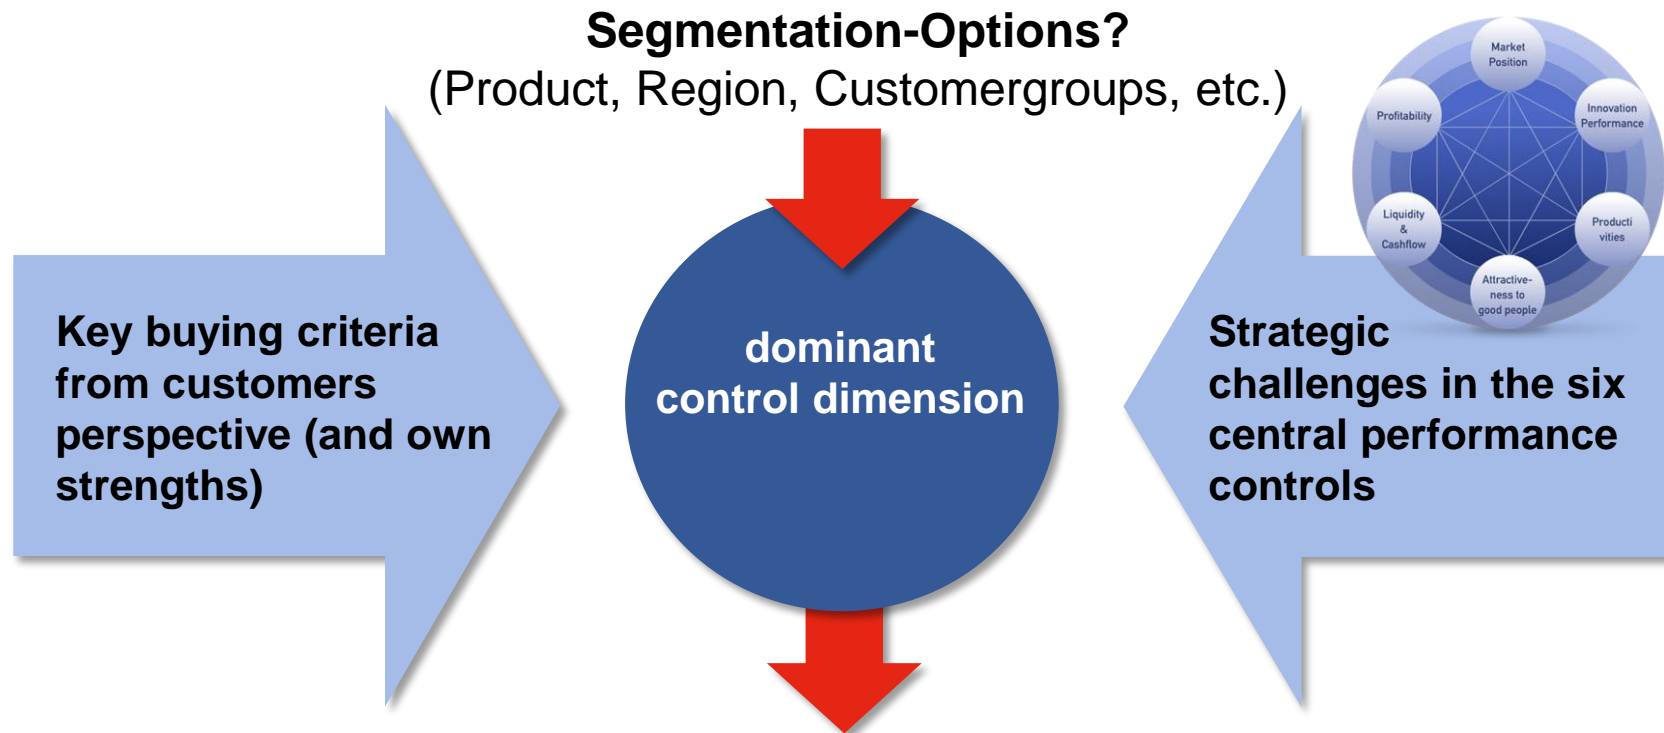 Segmentation-Options?
(Product, Region, Customergroups, etc.)
Key buying criteria
from customers
perspective (and own
strengths)
dominant
control dimension
Market
Position
Profitability
Innovation
Performance
Liquidity
&
Cashflow
Producti
vities
Attractive-
ness to
good people
Strategic
challenges in the six
central performance
controls